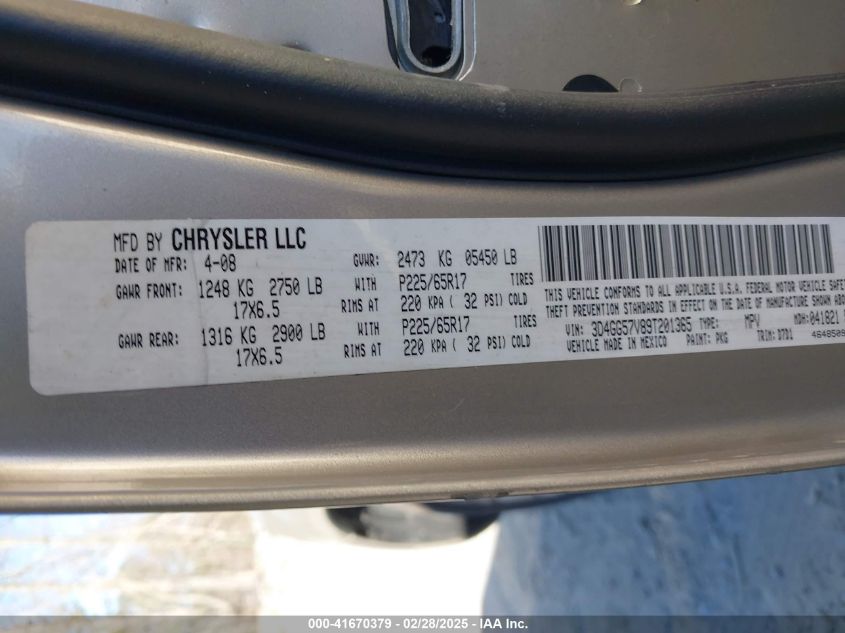 MFD BY CHRYSLER LLC
DATE OF MFR: 4-08 GVWR: 2473 KG 05450 LB
GAWR FRONT: 1248 KG 2750 LB WITH P225/65R17 TIRES
17X6.5 RIMS AT 220 KPA ( 32 PSI) COLD
GAWR REAR: 1316 KG 2900 LB WITH P225/65R17 TIRES
17X6.5 RIMS AT 220 KPA ( 32 PSI) COLD
THIS VEHICLE CONFORMS TO ALL APPLICABLE U.S.A. FEDERAL MOTOR VEHICLE SAFETY
THEFT PREVENTION STANDARDS IN EFFECT ON THE DATE OF MANUFACTURE SHOWN AB
VIN: 3D4GG57V89T201365 TYPE: MPV MDH: 041821
VEHICLE MADE IN MEXICO PAINT: PKG TRIM: DTD1
000-41670379 - 02/28/2025 - IAA Inc.